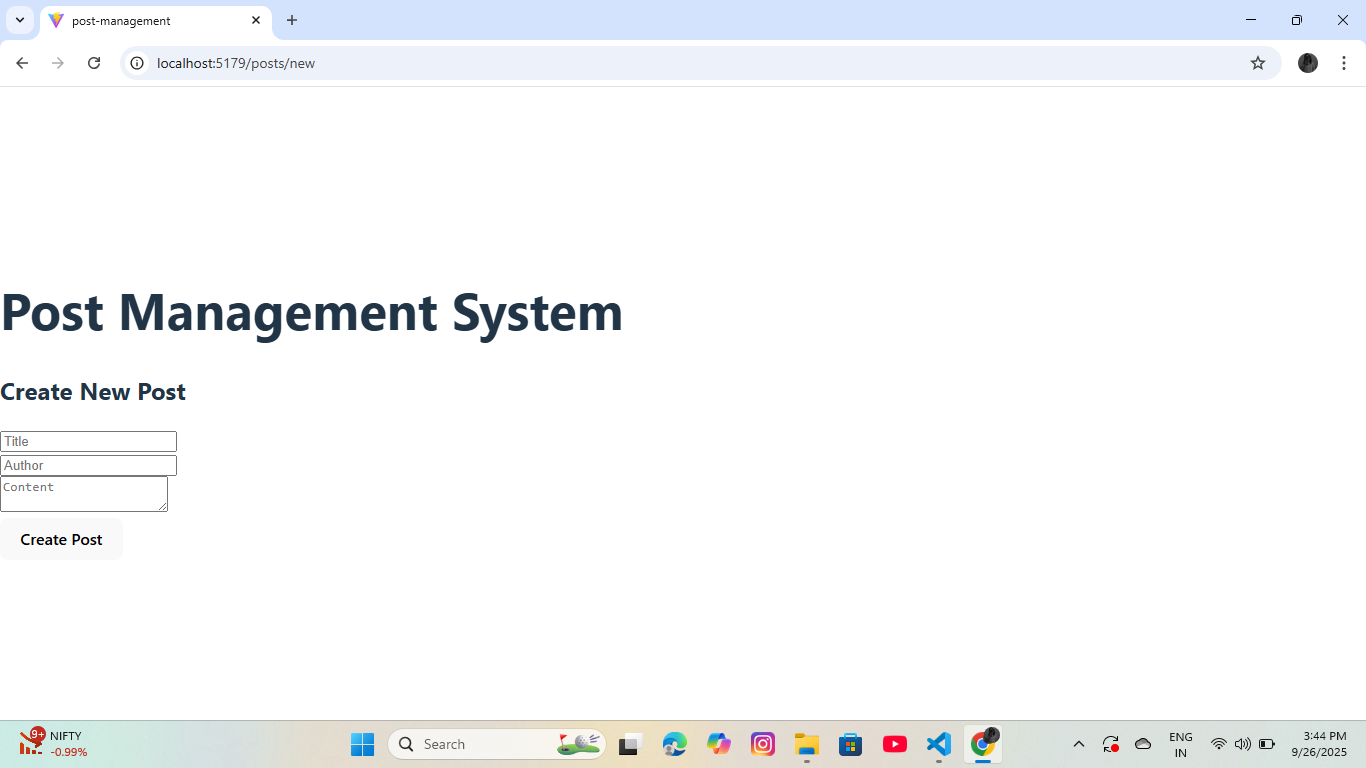 post-management
localhost:5179/posts/new
Post Management System
Create New Post
Title
Author
Content
Create Post
9+
NIFTY
-0.99%
Search
ENG
IN
3:44 PM
9/26/2025